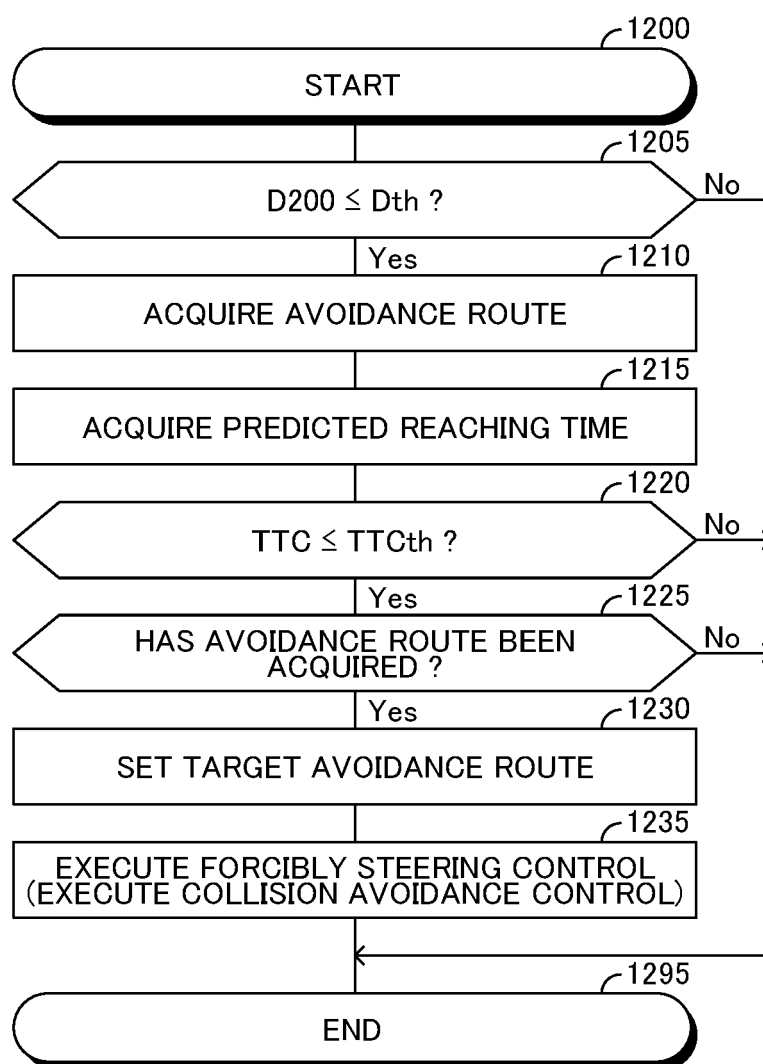 1200
START
1205
D200 ≤ Dth ?
No
Yes
1210
ACQUIRE AVOIDANCE ROUTE
1215
ACQUIRE PREDICTED REACHING TIME
1220
TTC ≤ TTCth ?
No
Yes
1225
HAS AVOIDANCE ROUTE BEEN
ACQUIRED ?
No
Yes
1230
SET TARGET AVOIDANCE ROUTE
1235
EXECUTE FORCIBLY STEERING CONTROL
(EXECUTE COLLISION AVOIDANCE CONTROL)
1295
END